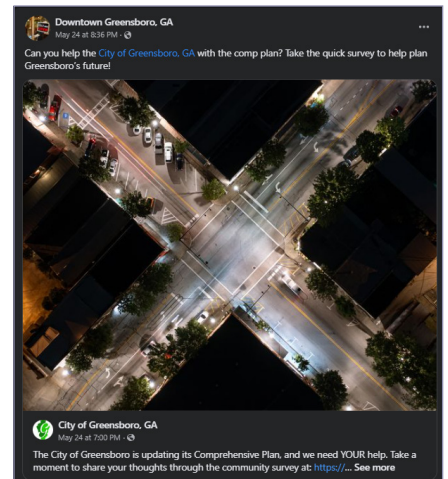 Downtown Greensboro, GA
May 24 at 8:36 PM ·
Can you help the City of Greensboro, GA with the comp plan? Take the quick survey to help plan
Greensboro's future!
City of Greensboro, GA
May 24 at 7:00 PM ·
The City of Greensboro is updating its Comprehensive Plan, and we need YOUR help. Take a
moment to share your thoughts through the community survey at: https://... See more